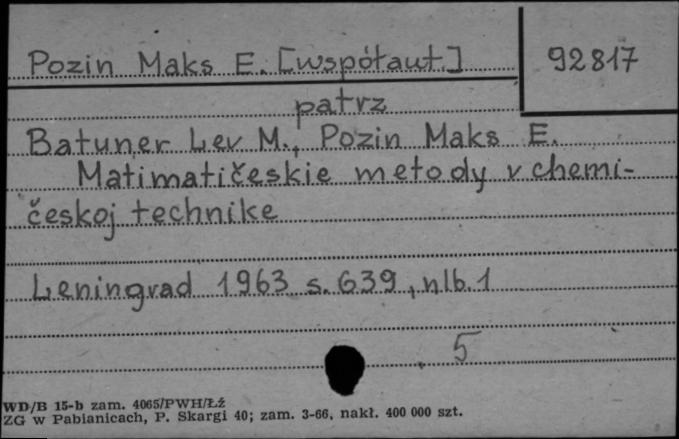 Pozin Maks E. [współaut.]
92817
patrz
Batuner Lev M., Pozin Maks E.
Matimatičeskie metody v chemi-
českoj technike
Leningrad 1963 s. 639, nlb. 1
5
WD/B 15-b zam. 4065/PWH/Łź
ZG w Pabianicach, P. Skargi 40; zam. 3-66, nakł. 400 000 szt.